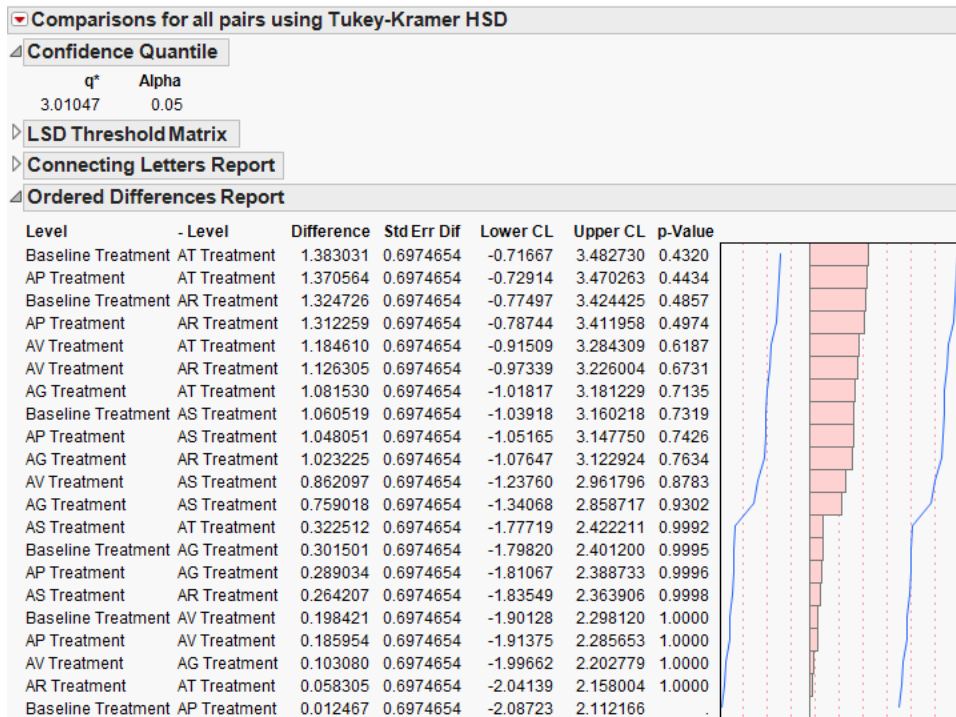 Comparisons for all pairs using Tukey-Kramer HSD
Confidence Quantile
q* Alpha
3.01047 0.05
LSD Threshold Matrix
Connecting Letters Report
Ordered Differences Report
Level - Level Difference Std Err Dif Lower CL Upper CL p-Value
Baseline Treatment AT Treatment 1.383031 0.6974654 -0.71667 3.482730 0.4320
AP Treatment AT Treatment 1.370564 0.6974654 -0.72914 3.470263 0.4434
Baseline Treatment AR Treatment 1.324726 0.6974654 -0.77497 3.424425 0.4857
AP Treatment AR Treatment 1.312259 0.6974654 -0.78744 3.411958 0.4974
AV Treatment AT Treatment 1.184610 0.6974654 -0.91509 3.284309 0.6187
AV Treatment AR Treatment 1.126305 0.6974654 -0.97339 3.226004 0.6731
AG Treatment AT Treatment 1.081530 0.6974654 -1.01817 3.181229 0.7135
Baseline Treatment AS Treatment 1.060519 0.6974654 -1.03918 3.160218 0.7319
AP Treatment AS Treatment 1.048051 0.6974654 -1.05165 3.147750 0.7426
AG Treatment AR Treatment 1.023225 0.6974654 -1.07647 3.122924 0.7634
AV Treatment AS Treatment 0.862097 0.6974654 -1.23760 2.961796 0.8783
AG Treatment AS Treatment 0.759018 0.6974654 -1.34068 2.858717 0.9302
AS Treatment AT Treatment 0.322512 0.6974654 -1.77719 2.422211 0.9992
Baseline Treatment AG Treatment 0.301501 0.6974654 -1.79820 2.401200 0.9995
AP Treatment AG Treatment 0.289034 0.6974654 -1.81067 2.388733 0.9996
AS Treatment AR Treatment 0.264207 0.6974654 -1.83549 2.363906 0.9998
Baseline Treatment AV Treatment 0.198421 0.6974654 -1.90128 2.298120 1.0000
AP Treatment AV Treatment 0.185954 0.6974654 -1.91375 2.285653 1.0000
AV Treatment AG Treatment 0.103080 0.6974654 -1.99662 2.202779 1.0000
AR Treatment AT Treatment 0.058305 0.6974654 -2.04139 2.158004 1.0000
Baseline Treatment AP Treatment 0.012467 0.6974654 -2.08723 2.112166 .